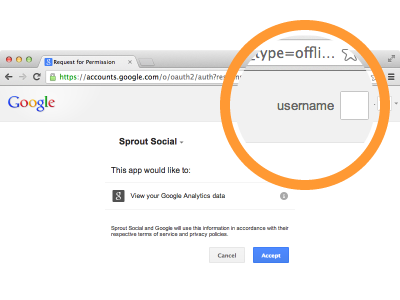 Request for Permission
https://accounts.google.com/o/oauth2/auth?res
_type=offli...
Google
username
Sprout Social
This app would like to:
View your Google Analytics data
Sprout Social and Google will use this information in accordance with their
respective terms of service and privacy policies.
Cancel
Accept